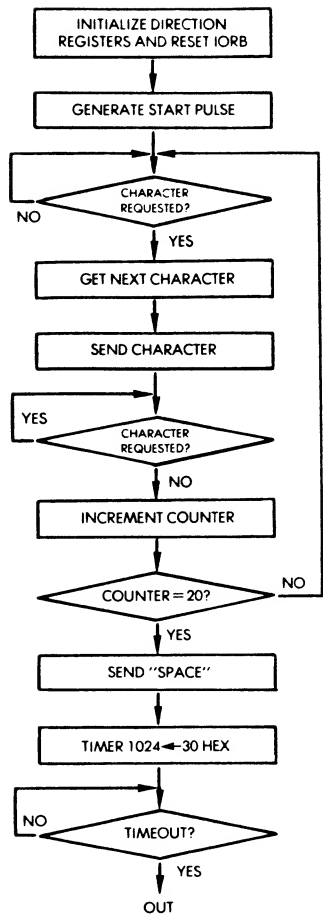 INITIALIZE DIRECTION
REGISTERS AND RESET IORB
GENERATE START PULSE
CHARACTER
REQUESTED?
NO
YES
GET NEXT CHARACTER
SEND CHARACTER
YES
CHARACTER
REQUESTED?
NO
INCREMENT COUNTER
COUNTER = 20?
NO
YES
SEND "SPACE"
TIMER 1024←30 HEX
NO
TIMEOUT?
YES
OUT